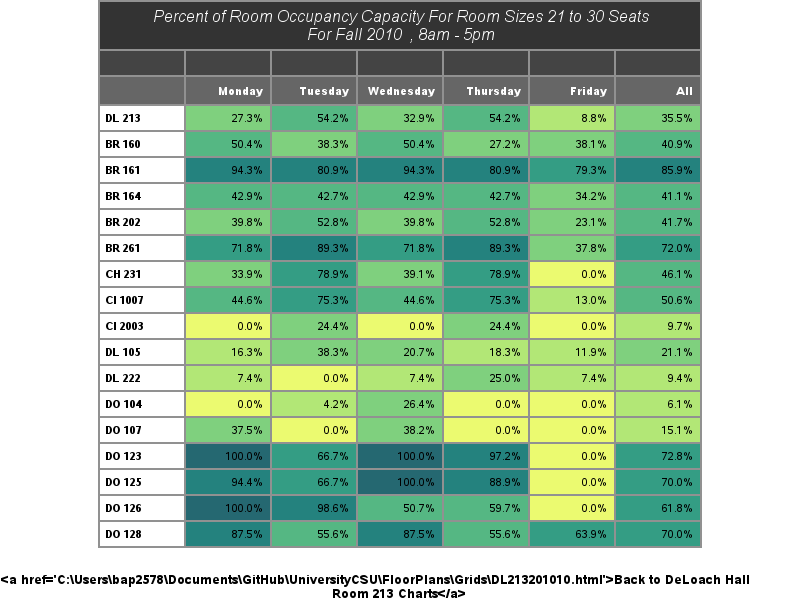 Percent of Room Occupancy Capacity For Room Sizes 21 to 30 Seats
For Fall 2010 , 8am - 5pm
Monday Tuesday Wednesday Thursday Friday All
DL 213 27.3% 54.2% 32.9% 54.2% 8.8% 35.5%
BR 160 50.4% 38.3% 50.4% 27.2% 38.1% 40.9%
BR 161 94.3% 80.9% 94.3% 80.9% 79.3% 85.9%
BR 164 42.9% 42.7% 42.9% 42.7% 34.2% 41.1%
BR 202 39.8% 52.8% 39.8% 52.8% 23.1% 41.7%
BR 261 71.8% 89.3% 71.8% 89.3% 37.8% 72.0%
CH 231 33.9% 78.9% 39.1% 78.9% 0.0% 46.1%
CI 1007 44.6% 75.3% 44.6% 75.3% 13.0% 50.6%
CI 2003 0.0% 24.4% 0.0% 24.4% 0.0% 9.7%
DL 105 16.3% 38.3% 20.7% 18.3% 11.9% 21.1%
DL 222 7.4% 0.0% 7.4% 25.0% 7.4% 9.4%
DO 104 0.0% 4.2% 26.4% 0.0% 0.0% 6.1%
DO 107 37.5% 0.0% 38.2% 0.0% 0.0% 15.1%
DO 123 100.0% 66.7% 100.0% 97.2% 0.0% 72.8%
DO 125 94.4% 66.7% 100.0% 88.9% 0.0% 70.0%
DO 126 100.0% 98.6% 50.7% 59.7% 0.0% 61.8%
DO 128 87.5% 55.6% 87.5% 55.6% 63.9% 70.0%
<a href='C:\Users\bap2578\Documents\GitHub\UniversityCSU\FloorPlans\Grids\DL213201010.html'>Back to DeLoach Hall
Room 213 Charts</a>